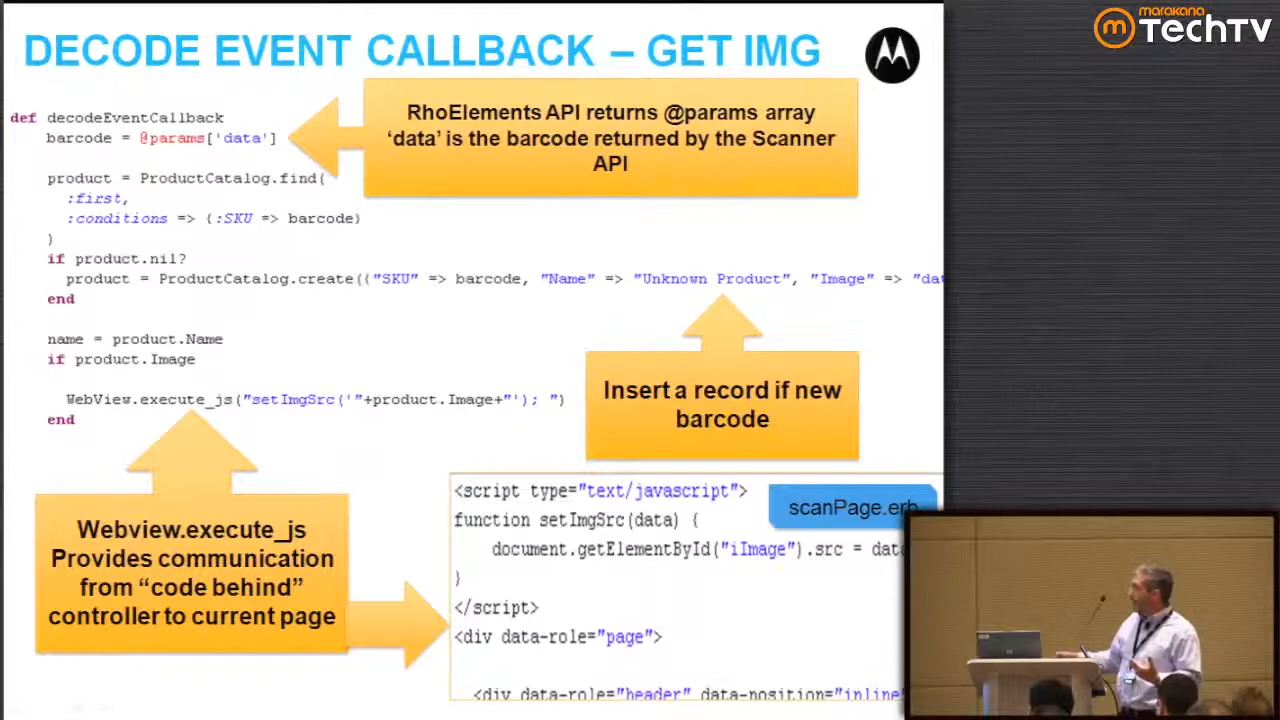 DECODE EVENT CALLBACK – GET IMG
marakana
TechTV
def decodeEventCallback
barcode = @params['data']
product = ProductCatalog.find(
:first,
:conditions => {:SKU => barcode}
)
if product.nil?
product = ProductCatalog.create({"SKU" => barcode, "Name" => "Unknown Product", "Image" => "dat
end
name = product.Name
if product.Image
WebView.execute_js("setImgSrc('"+product.Image+"'); ")
end
RhoElements API returns @params array
‘data’ is the barcode returned by the Scanner
API
Insert a record if new
barcode
Webview.execute_js
Provides communication
from “code behind”
controller to current page
scanPage.erb
<script type="text/javascript">
function setImgSrc(data) {
document.getElementById("iImage").src = data
}
</script>
<div data-role="page">
<div data-role="header" data-position="inline"